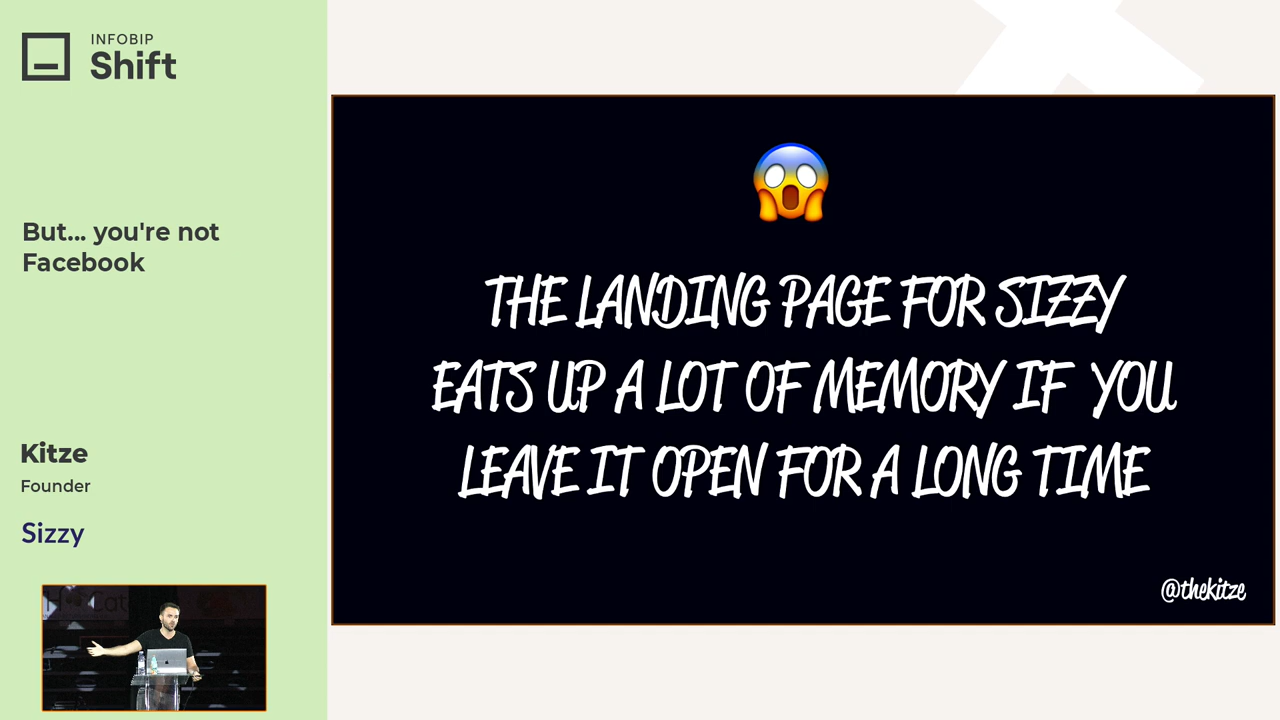 INFOBIP
Shift
But... you're not
Facebook
Kitze
Founder
Sizzy
THE LANDING PAGE FOR SIZZY
EATS UP A LOT OF MEMORY IF YOU
LEAVE IT OPEN FOR A LONG TIME
@thekitze